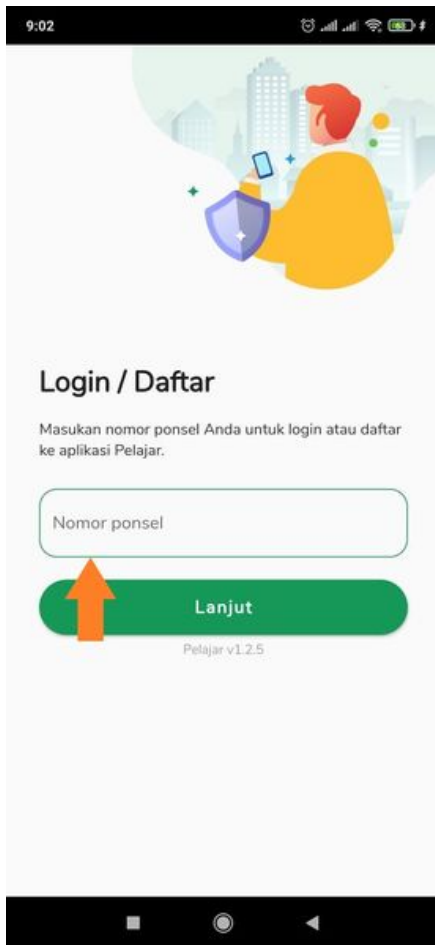 9:02
Login / Daftar
Masukan nomor ponsel Anda untuk login atau daftar
ke aplikasi Pelajar.
Nomor ponsel
Lanjut
Pelajar v1.2.5